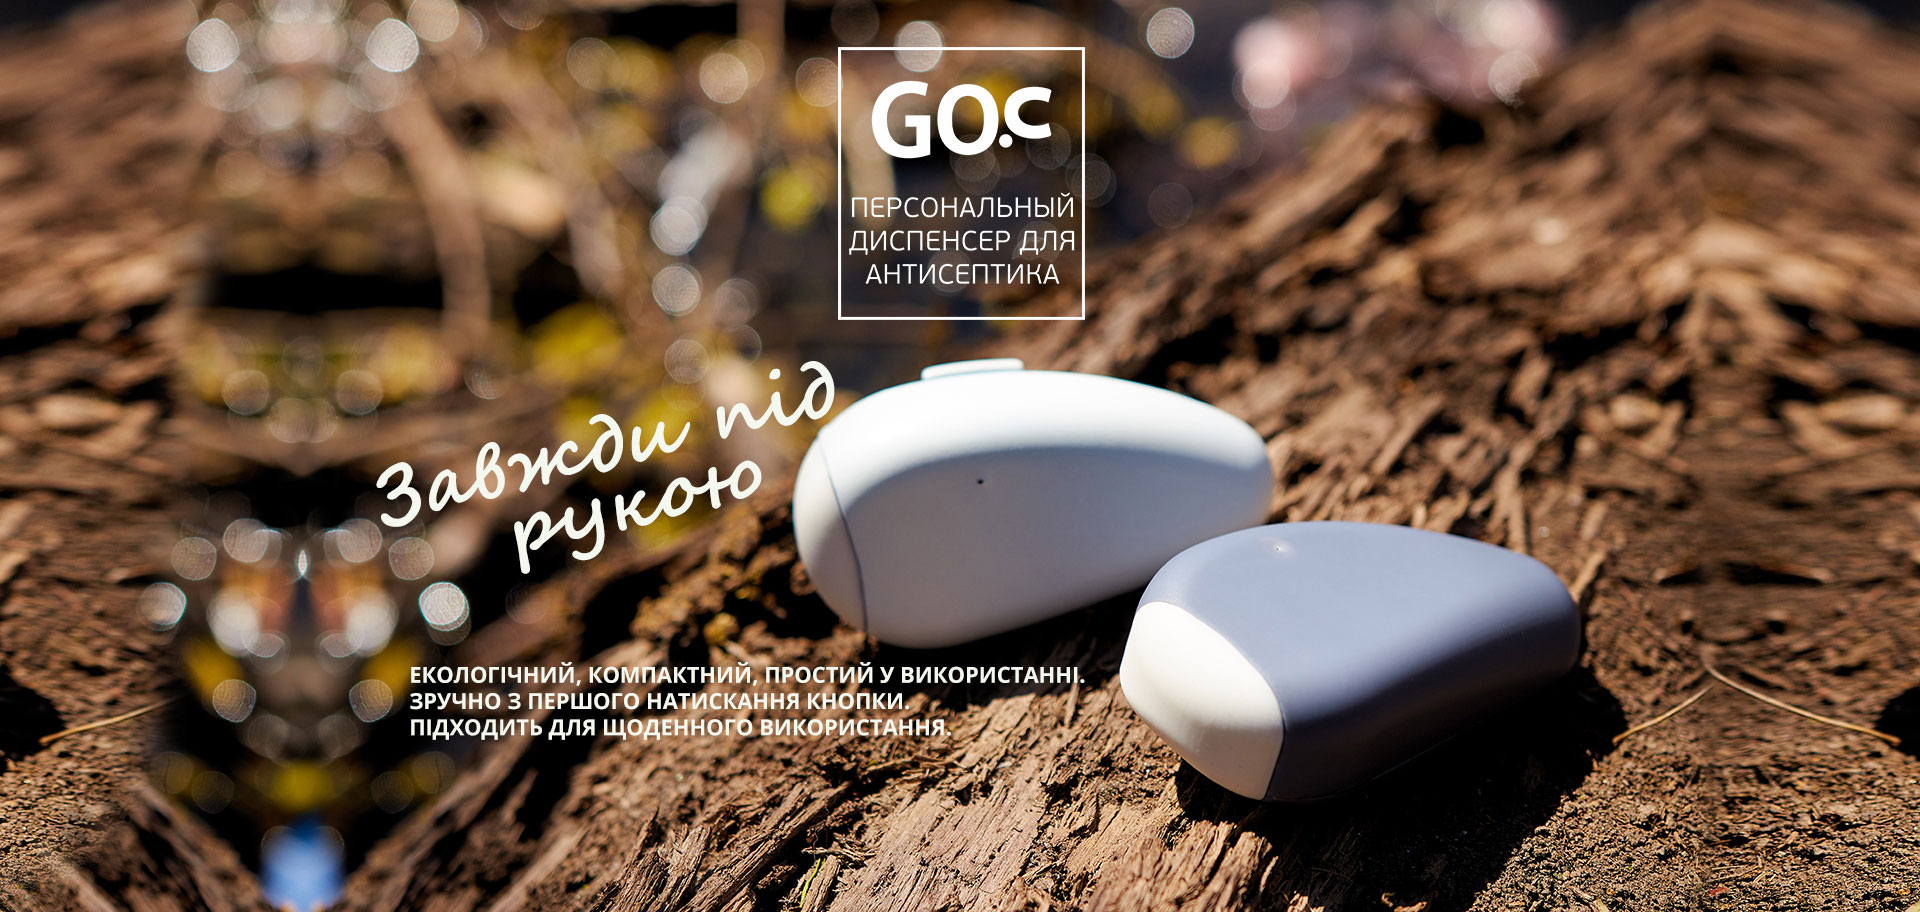 GO.C
ПЕРСОНАЛЬНЫЙ
ДИСПЕНСЕР ДЛЯ
АНТИСЕПТИКА
Завжди під
рукою
ЕКОЛОГІЧНИЙ, КОМПАКТНИЙ, ПРОСТИЙ У ВИКОРИСТАННІ.
ЗРУЧНО З ПЕРШОГО НАТИСКАННЯ КНОПКИ.
ПІДХОДИТЬ ДЛЯ ЩОДЕННОГО ВИКОРИСТАННЯ.